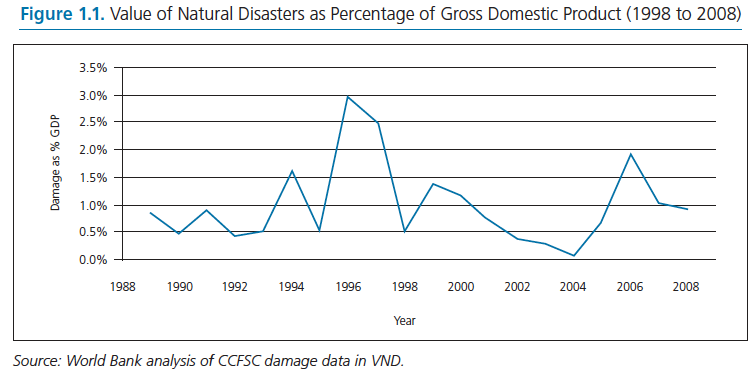 Figure 1.1. Value of Natural Disasters as Percentage of Gross Domestic Product (1998 to 2008)
3.5%
3.0%
2.5%
2.0%
1.5%
1.0%
0.5%
0.0%
Damage as % GDP
1988 1990 1992 1994 1996 1998 2000 2002 2004 2006 2008
Year
Source: World Bank analysis of CCFSC damage data in VND.